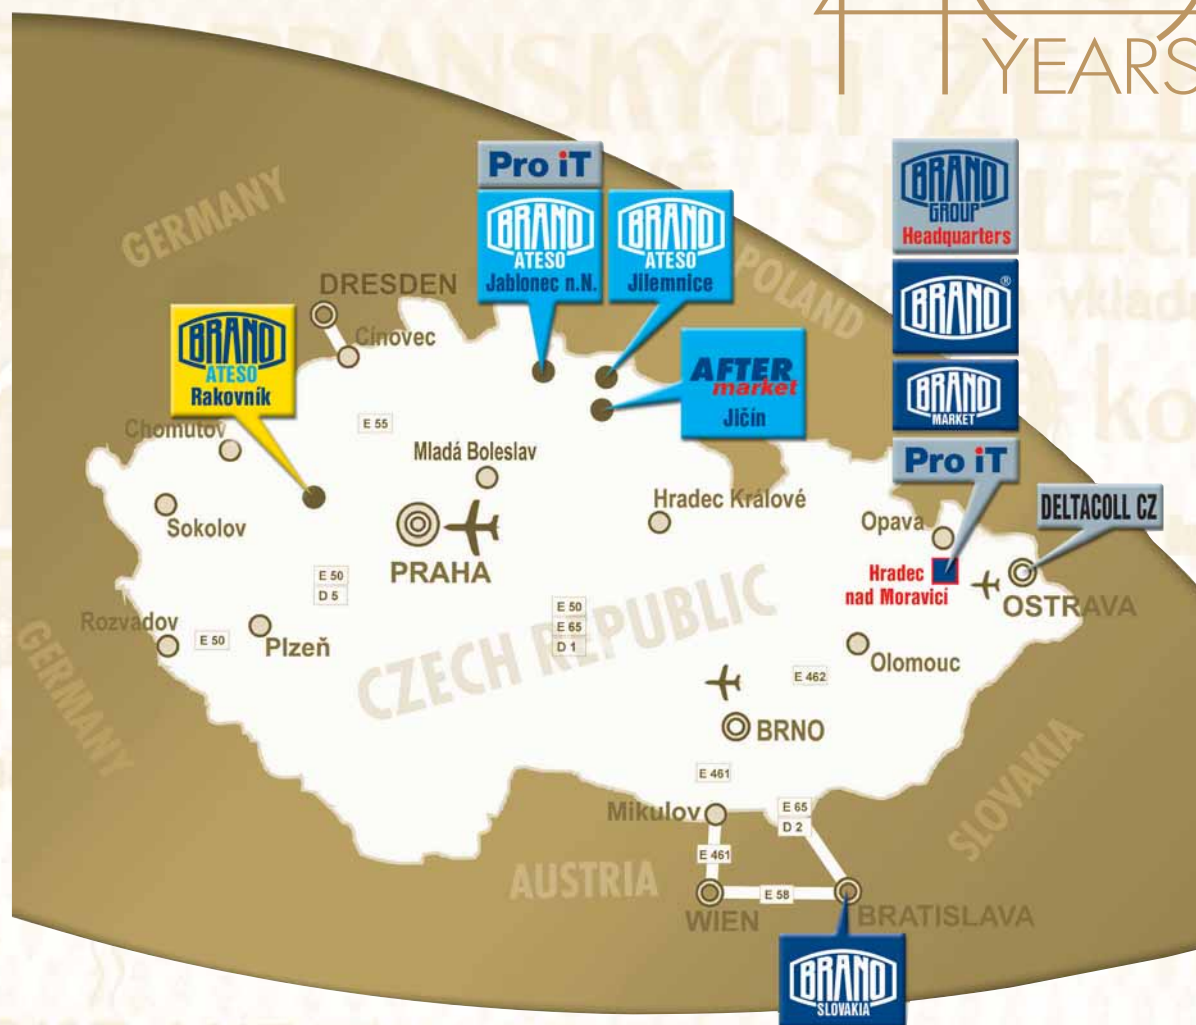 YEARS
GERMANY
DRESDEN
Cínovec
Pro iT
BRANO
ATESO
Jablonec n.N.
BRANO
ATESO
Jilemnice
POLAND
BRANO
GROUP
Headquarters
BRANO®
BRANO
MARKET
Pro iT
BRANO
ATESO
Rakovník
AFTER
market
Jičín
Chomutov
E 55
Mladá Boleslav
Sokolov
PRAHA
Hradec Králové
Opava
DELTACOLL CZ
Hradec
nad Moravicí
OSTRAVA
E 50
D 5
Rozvadov
E 50
Plzeň
E 50
E 65
D 1
CZECH REPUBLIC
Olomouc
E 462
GERMANY
BRNO
SLOVAKIA
E 461
Mikulov
E 65
D 2
E 461
AUSTRIA
E 58
WIEN
BRATISLAVA
BRANO
SLOVAKIA